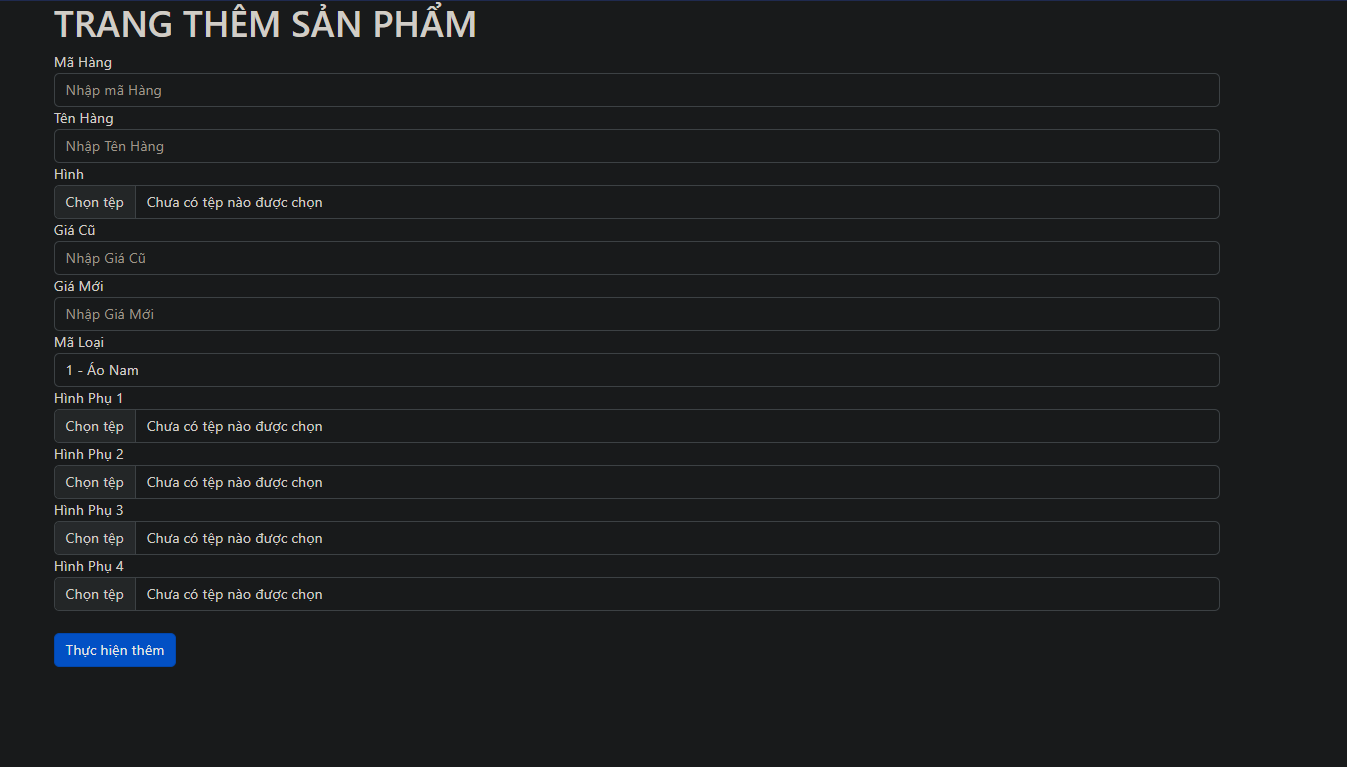 TRANG THÊM SẢN PHẨM
Mã Hàng
Nhập mã Hàng
Tên Hàng
Nhập Tên Hàng
Hình
Chọn tệp Chưa có tệp nào được chọn
Giá Cũ
Nhập Giá Cũ
Giá Mới
Nhập Giá Mới
Mã Loại
1 - Áo Nam
Hình Phụ 1
Chọn tệp Chưa có tệp nào được chọn
Hình Phụ 2
Chọn tệp Chưa có tệp nào được chọn
Hình Phụ 3
Chọn tệp Chưa có tệp nào được chọn
Hình Phụ 4
Chọn tệp Chưa có tệp nào được chọn
Thực hiện thêm